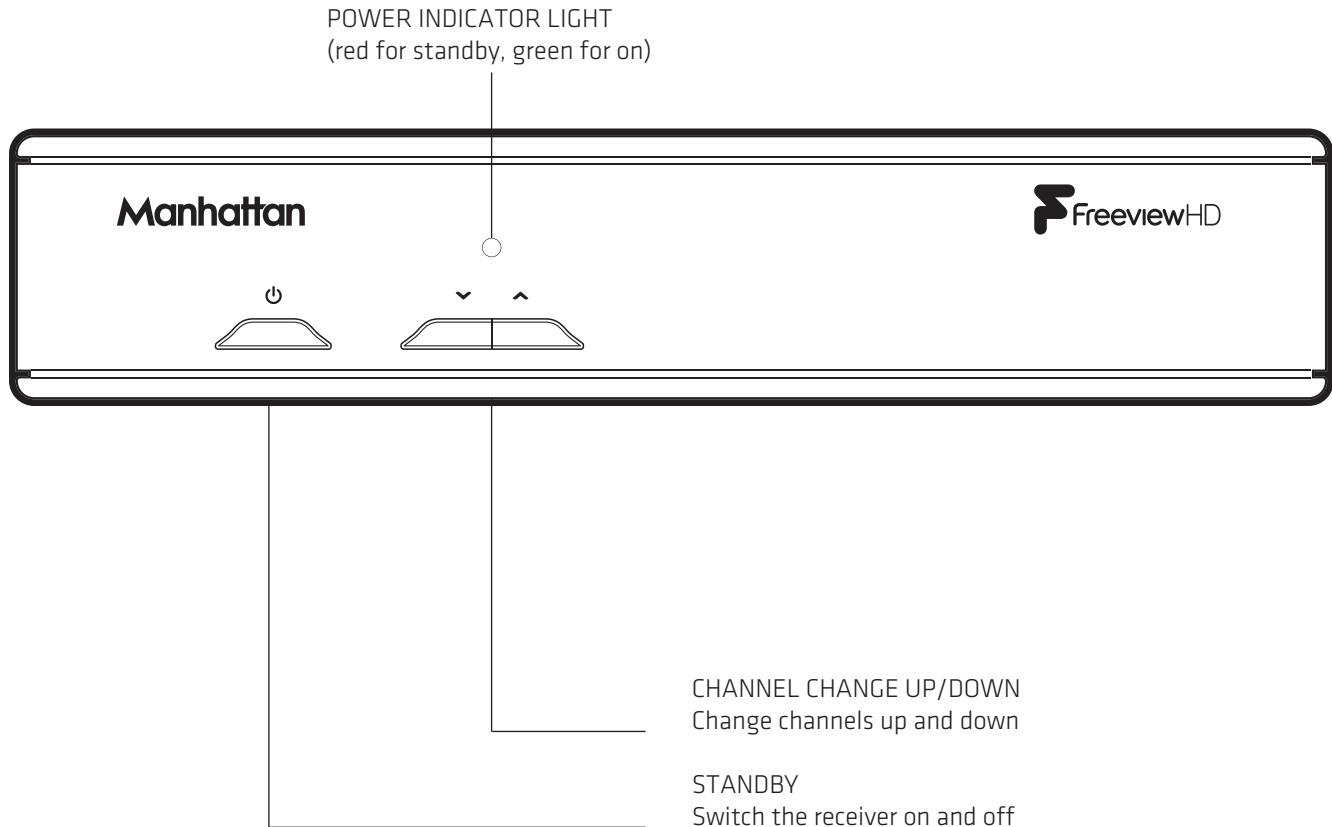 POWER INDICATOR LIGHT
(red for standby, green for on)
Manhattan
FreeviewHD
CHANNEL CHANGE UP/DOWN
Change channels up and down
STANDBY
Switch the receiver on and off